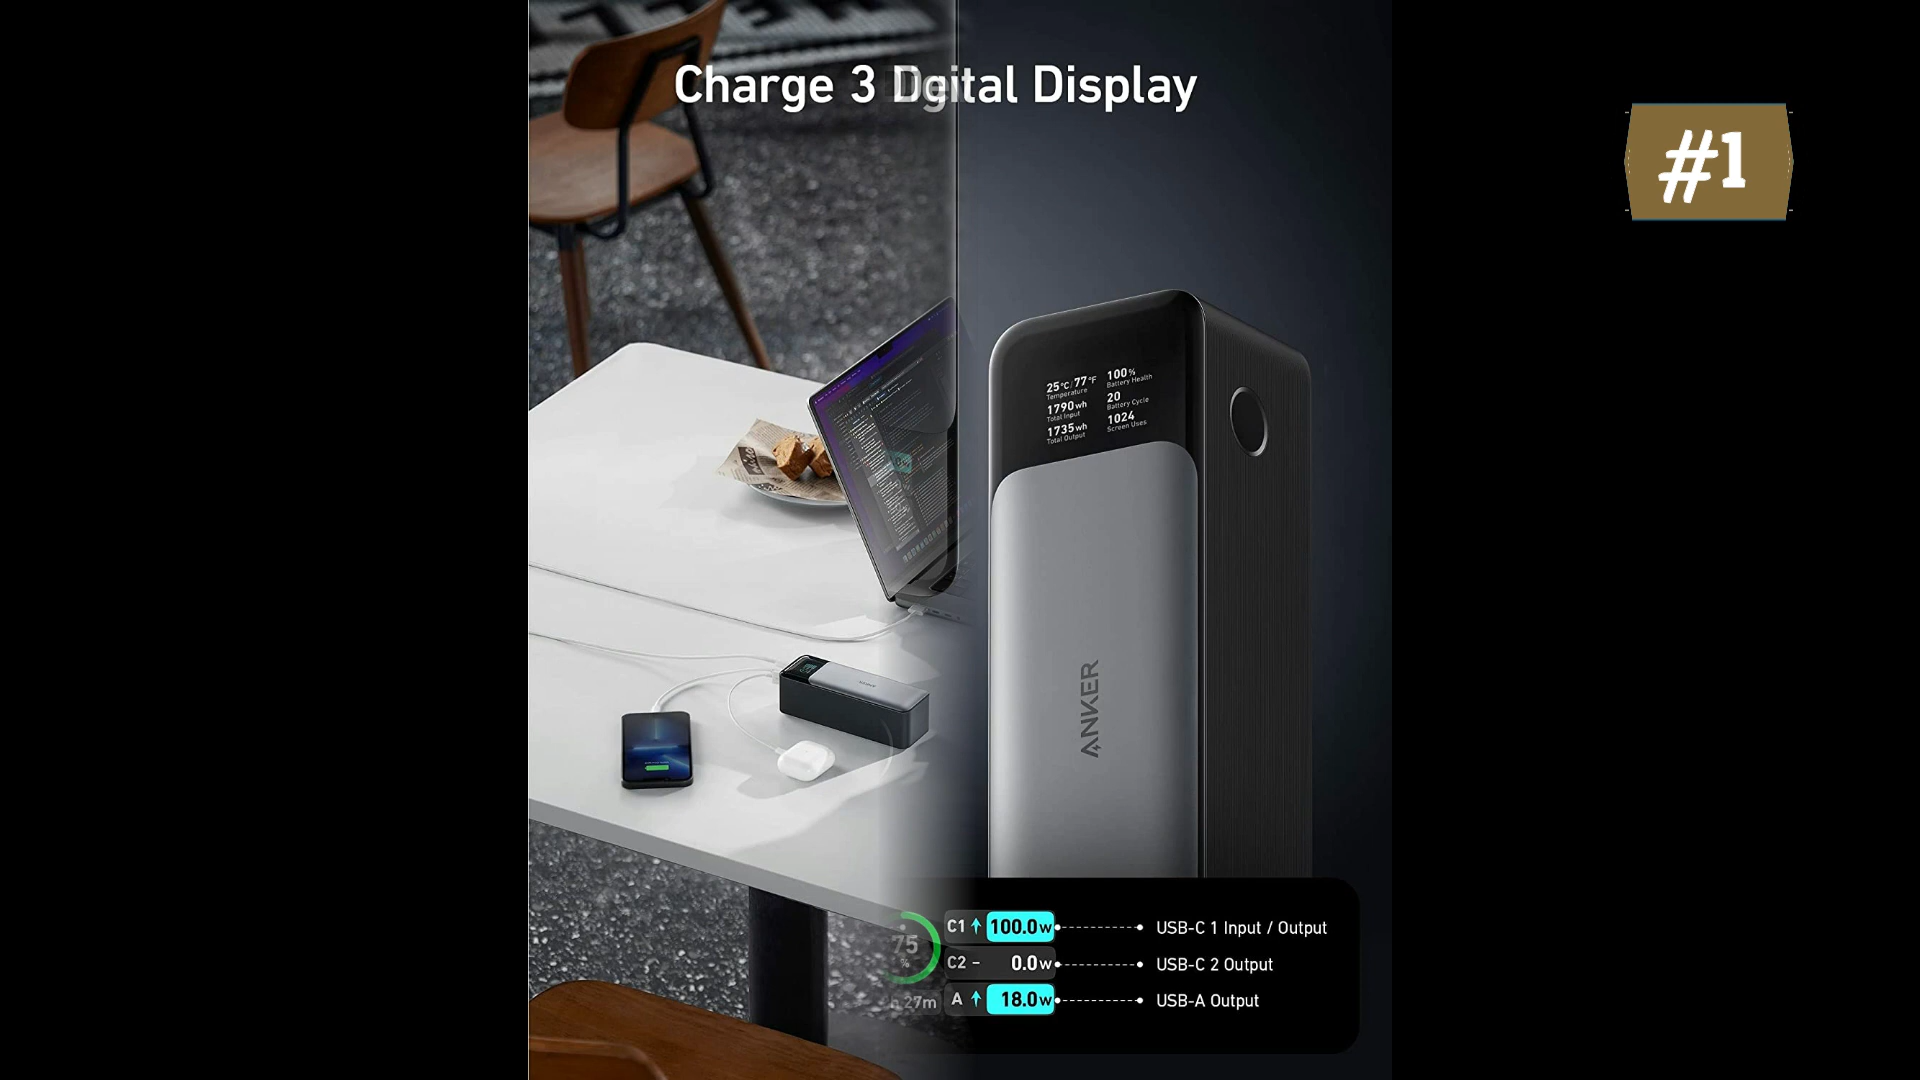 Charge 3 Dgital Display
#1
25°C/77°F
Temperature
100%
Battery Health
1790wh
Total Input
20
Battery Cycle
1735wh
Total Output
1024
Screen Uses
ANKER
75
%
27m
C1 100.0w USB-C 1 Input / Output
C2 - 0.0w USB-C 2 Output
A 18.0w USB-A Output